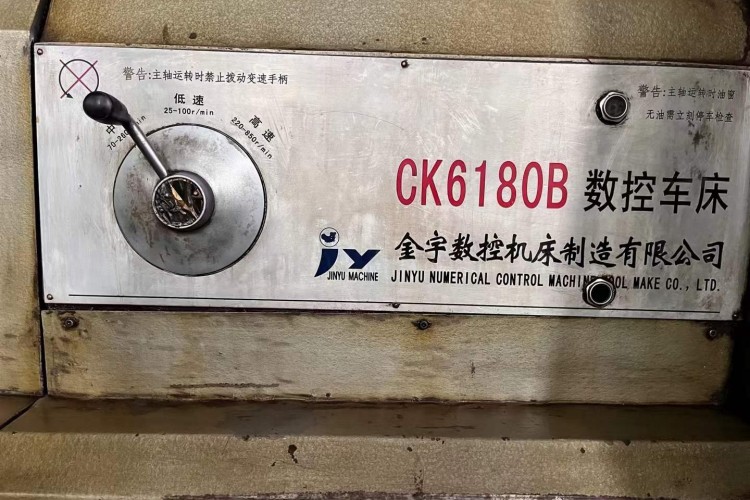 警告:主轴运转时禁止拨动变速手柄
低速
25-100r/min
中
高速
220-850r/min
警告:主轴运转时油窗
无油需立刻停车检查
CK6180B 数控车床
JY
JINYU MACHINE
金宇数控机床制造有限公司
JINYU NUMERICAL CONTROL MACHINE TOOL MAKE CO., LTD.